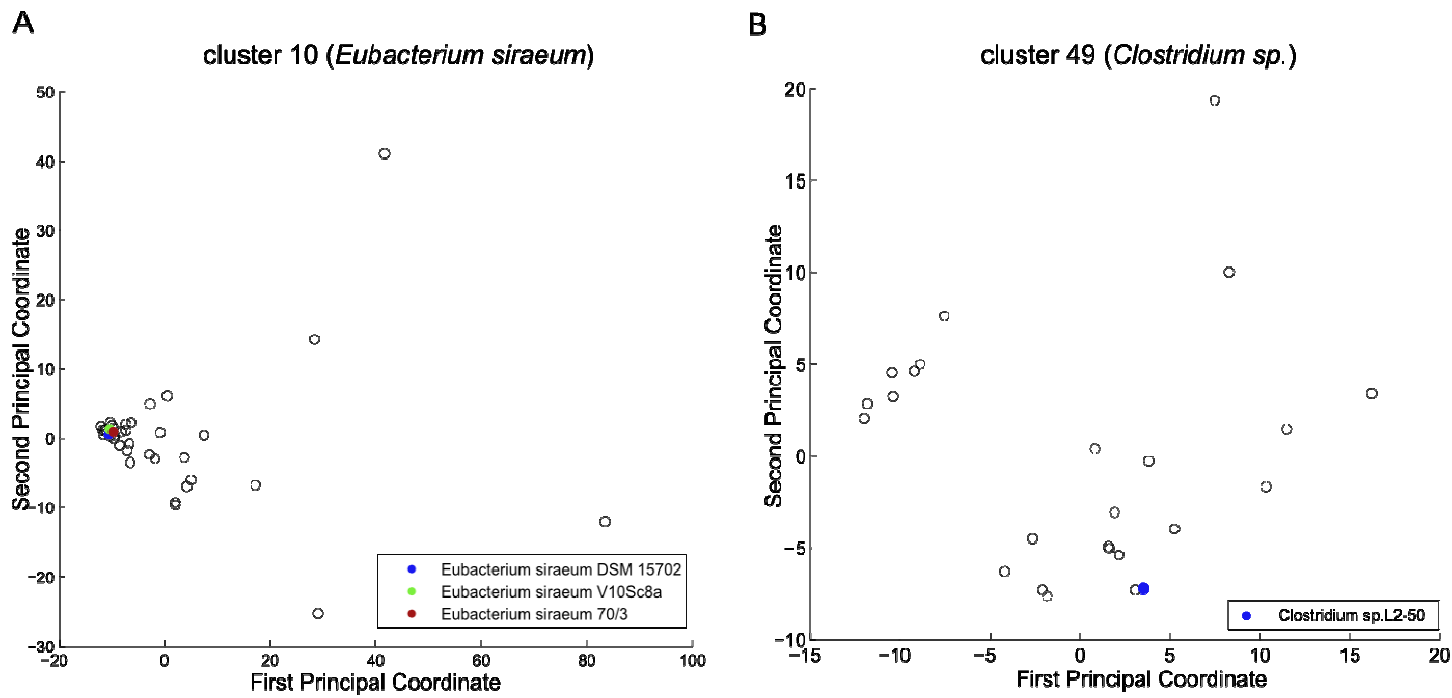 A
cluster 10 (Eubacterium siraeum)
50
40
30
20
10
0
−10
−20
−30
−20
0
20
40
60
80
100
Second Principal Coordinate
First Principal Coordinate
Eubacterium siraeum DSM 15702
Eubacterium siraeum V10Sc8a
Eubacterium siraeum 70/3
B
cluster 49 (Clostridium sp.)
20
15
10
5
0
−5
−10
−15
−10
−5
0
5
10
15
20
Second Principal Coordinate
First Principal Coordinate
Clostridium sp.L2-50